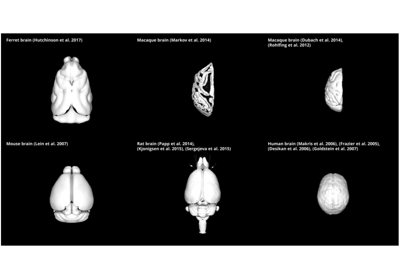 Ferret brain (Hutchinson et al. 2017)
Macaque brain (Markov et al. 2014)
Macaque brain (Dubach et al. 2014),
(Rohlfing et al. 2012)
Mouse brain (Lein et al. 2007)
Rat brain (Papp et al. 2014),
(Kjonigsen et al. 2015), (Sergejeva et al. 2015)
Human brain (Makris et al. 2006), (Frazier et al. 2005),
(Desikan et al. 2006), (Goldstein et al. 2007)